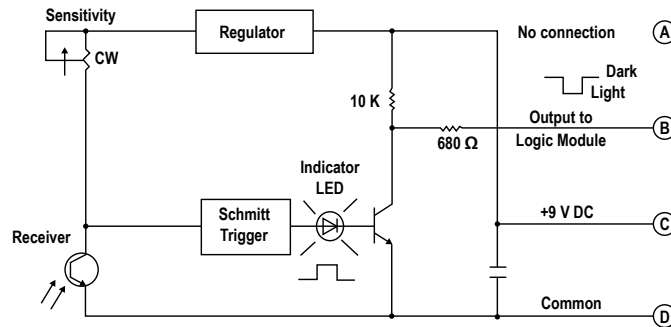 Sensitivity
CW
Regulator
No connection
A
Dark
Light
10 K
Output to
Logic Module
B
680 Ω
Indicator
LED
Schmitt
Trigger
Receiver
+9 V DC
C
Common
D